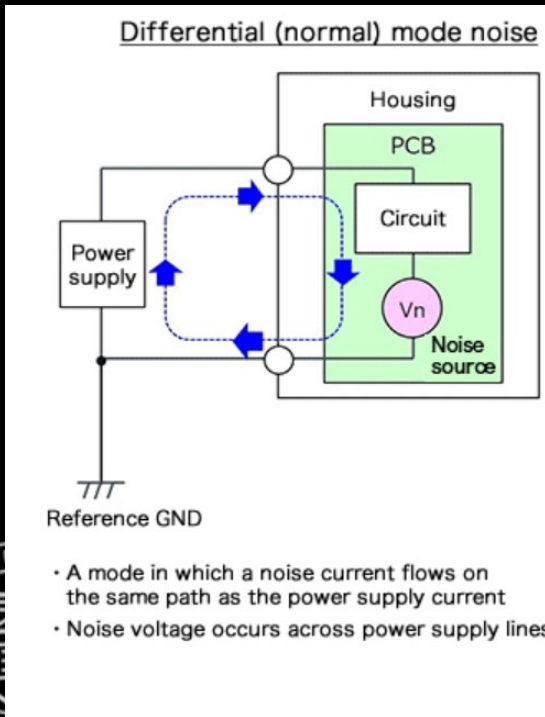 Differential (normal) mode noise
Housing
PCB
Circuit
Power
supply
Vn
Noise
source
Reference GND
・A mode in which a noise current flows on
the same path as the power supply current
・Noise voltage occurs across power supply lines